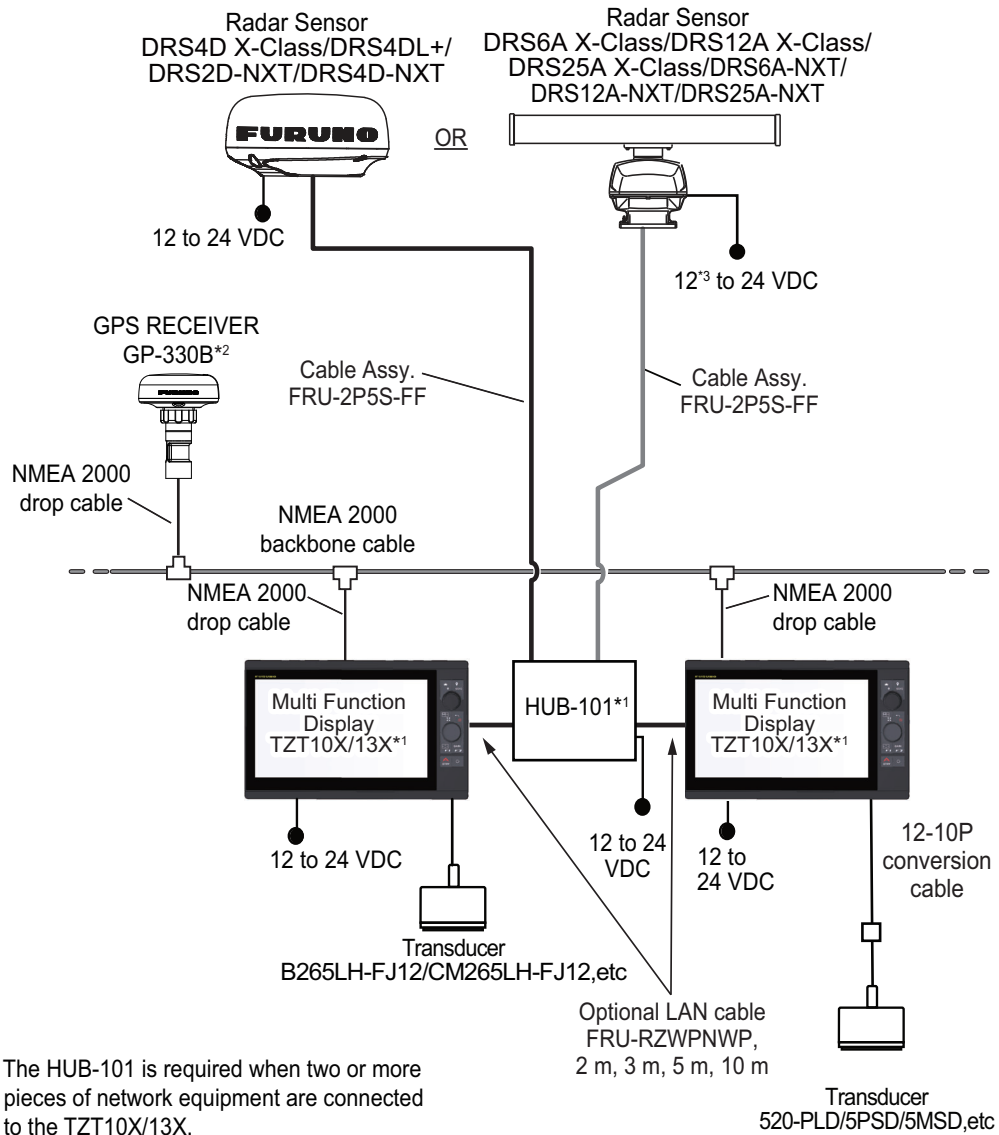 Radar Sensor
DRS4D X-Class/DRS4DL+/
DRS2D-NXT/DRS4D-NXT
Radar Sensor
DRS6A X-Class/DRS12A X-Class/
DRS25A X-Class/DRS6A-NXT/
DRS12A-NXT/DRS25A-NXT
FURUNO
OR
12 to 24 VDC
12*3 to 24 VDC
GPS RECEIVER
GP-330B*2
FURUNO
Cable Assy.
FRU-2P5S-FF
Cable Assy.
FRU-2P5S-FF
NMEA 2000
drop cable
NMEA 2000
backbone cable
NMEA 2000
drop cable
NMEA 2000
drop cable
Multi Function
Display
TZT10X/13X*1
HUB-101*1
Multi Function
Display
TZT10X/13X*1
12 to 24 VDC
12 to 24
VDC
12 to
24 VDC
12-10P
conversion
cable
Transducer
B265LH-FJ12/CM265LH-FJ12,etc
Optional LAN cable
FRU-RZWPNWP,
2 m, 3 m, 5 m, 10 m
Transducer
520-PLD/5PSD/5MSD,etc
The HUB-101 is required when two or more
pieces of network equipment are connected
to the TZT10X/13X.